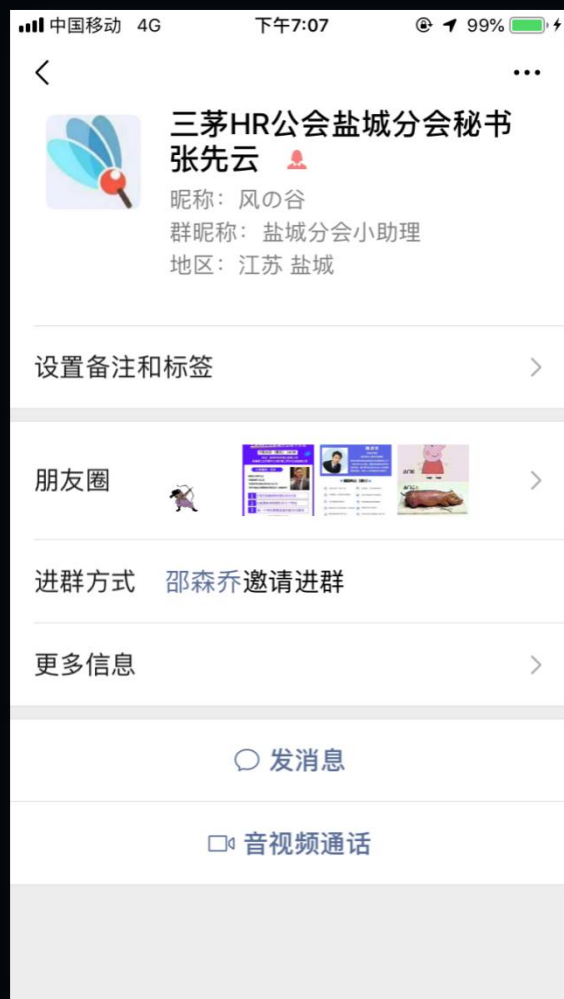 中国移动 4G 下午7:07 99%
三茅HR公会盐城分会秘书
张先云
昵称：风の谷
群昵称：盐城分会小助理
地区：江苏 盐城
设置备注和标签
朋友圈
进群方式 邵森乔邀请进群
更多信息
发消息
音视频通话